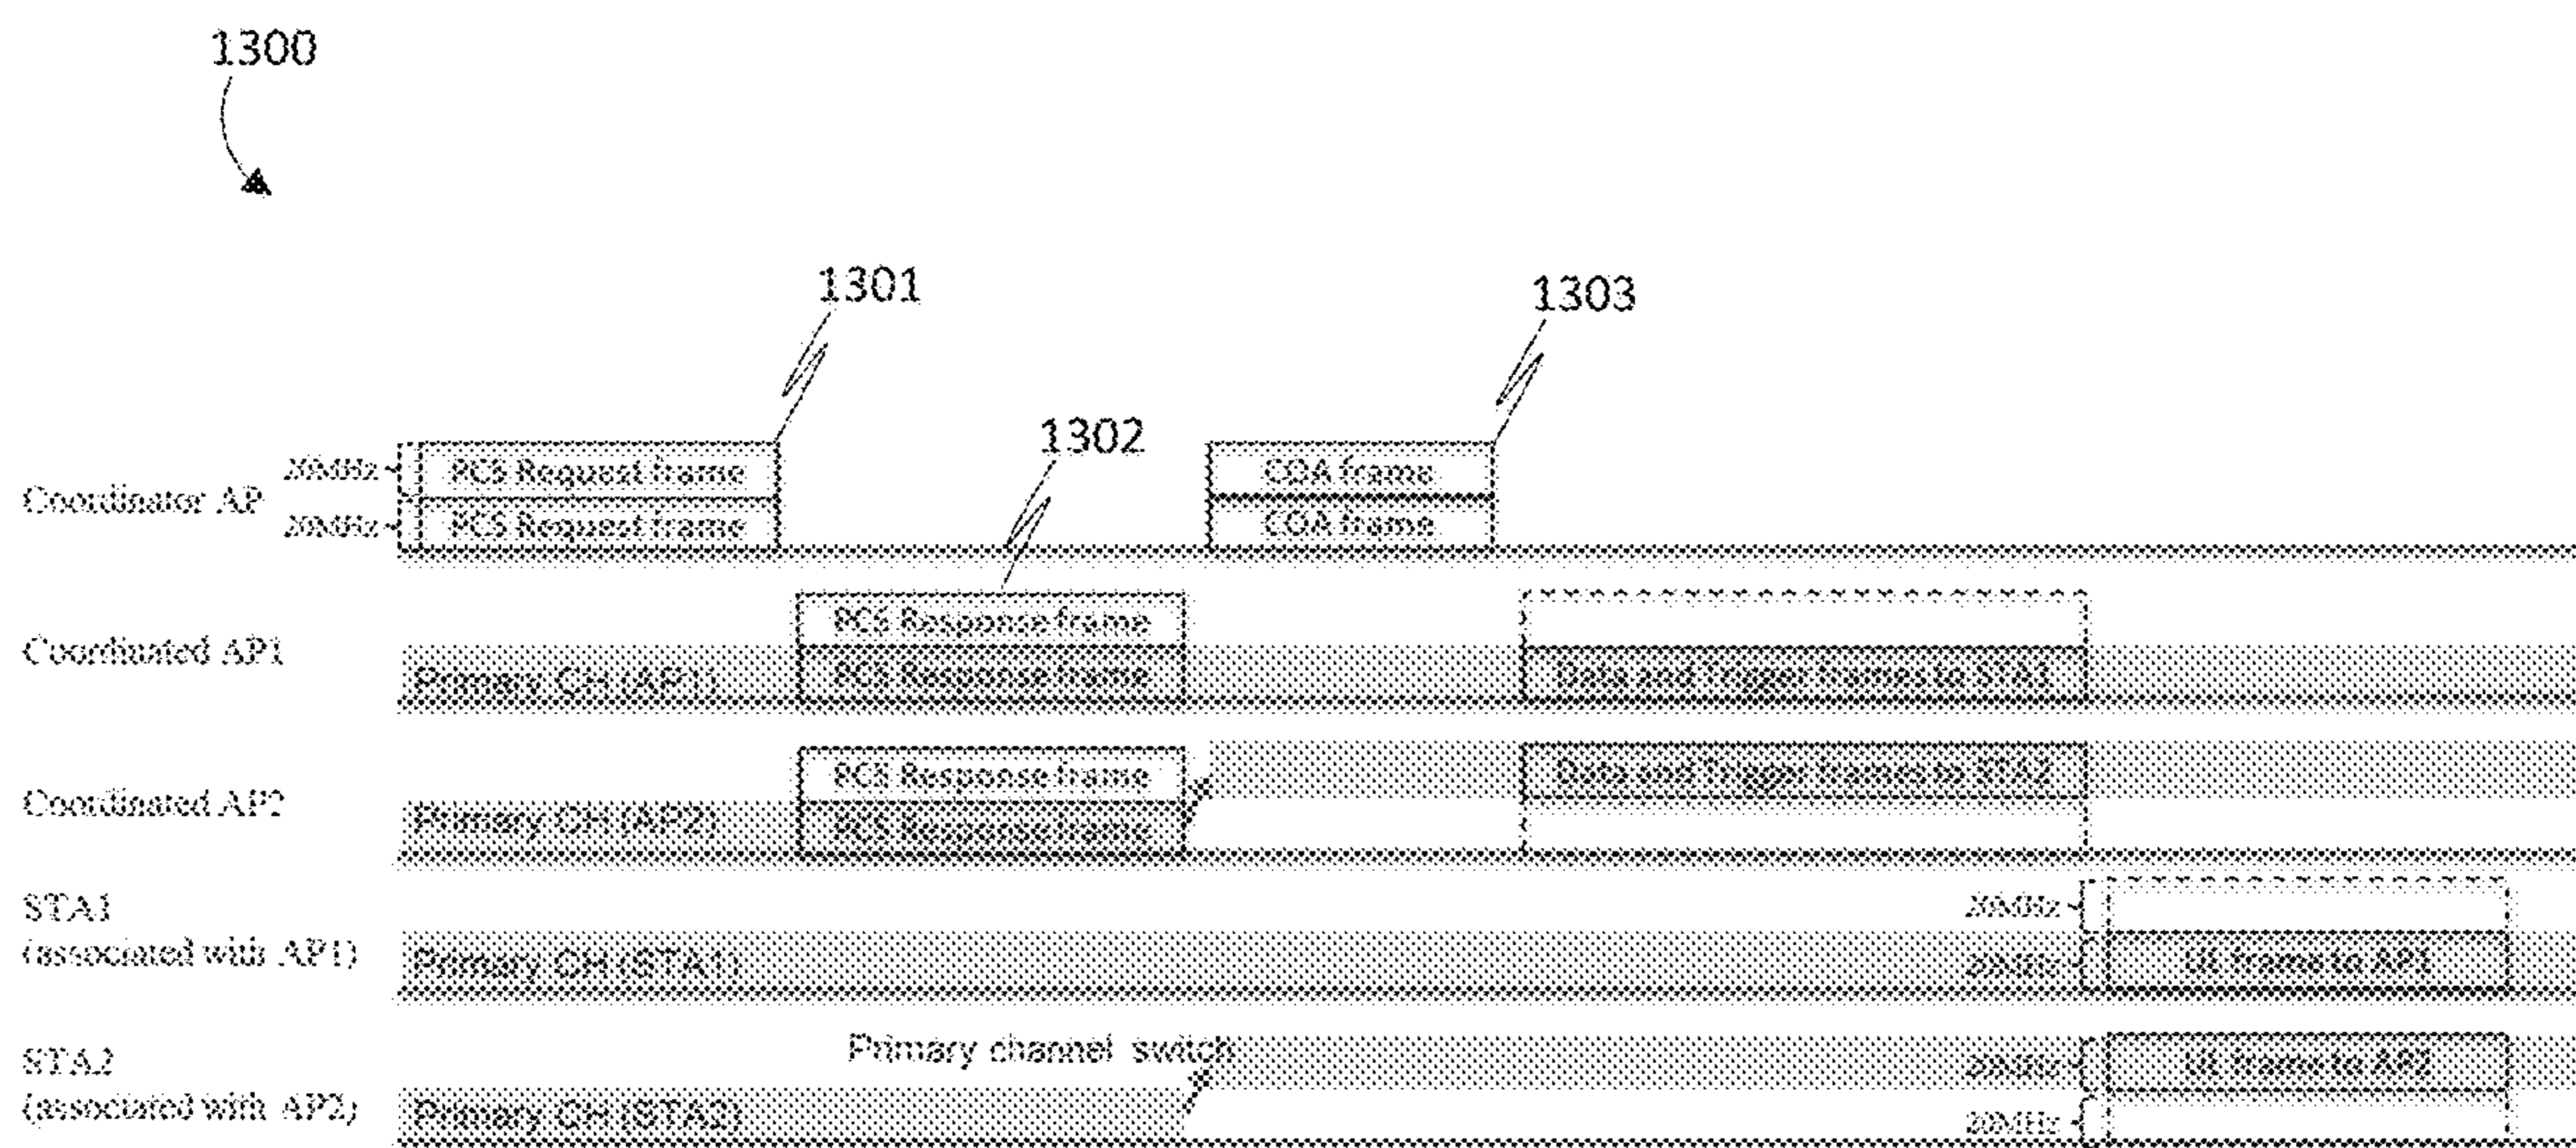 1300
1301
1303
1302
20MHz
PCS Request frame
COA frame
Coordinator AP
20MHz
PCS Request frame
COA frame
PCS Response frame
Coordinated AP1
Primary CH (AP1)
PCS Response frame
Data and Trigger frames to STA1
PCS Response frame
Data and Trigger frames to STA2
Coordinated AP2
Primary CH (AP2)
PCS Response frame
STA1
20MHz
(associated with AP1)
Primary CH (STA1)
20MHz
UL frame to AP1
Primary channel switch
STA2
20MHz
UL frame to AP2
(associated with AP2)
Primary CH (STA2)
20MHz